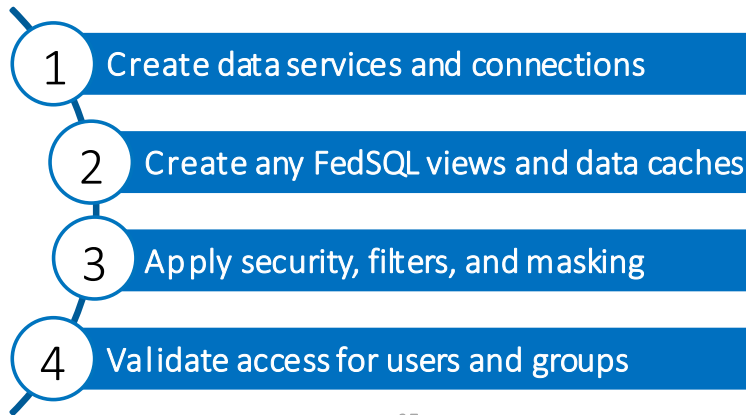 1 Create data services and connections
2 Create any FedSQL views and data caches
3 Apply security, filters, and masking
4 Validate access for users and groups